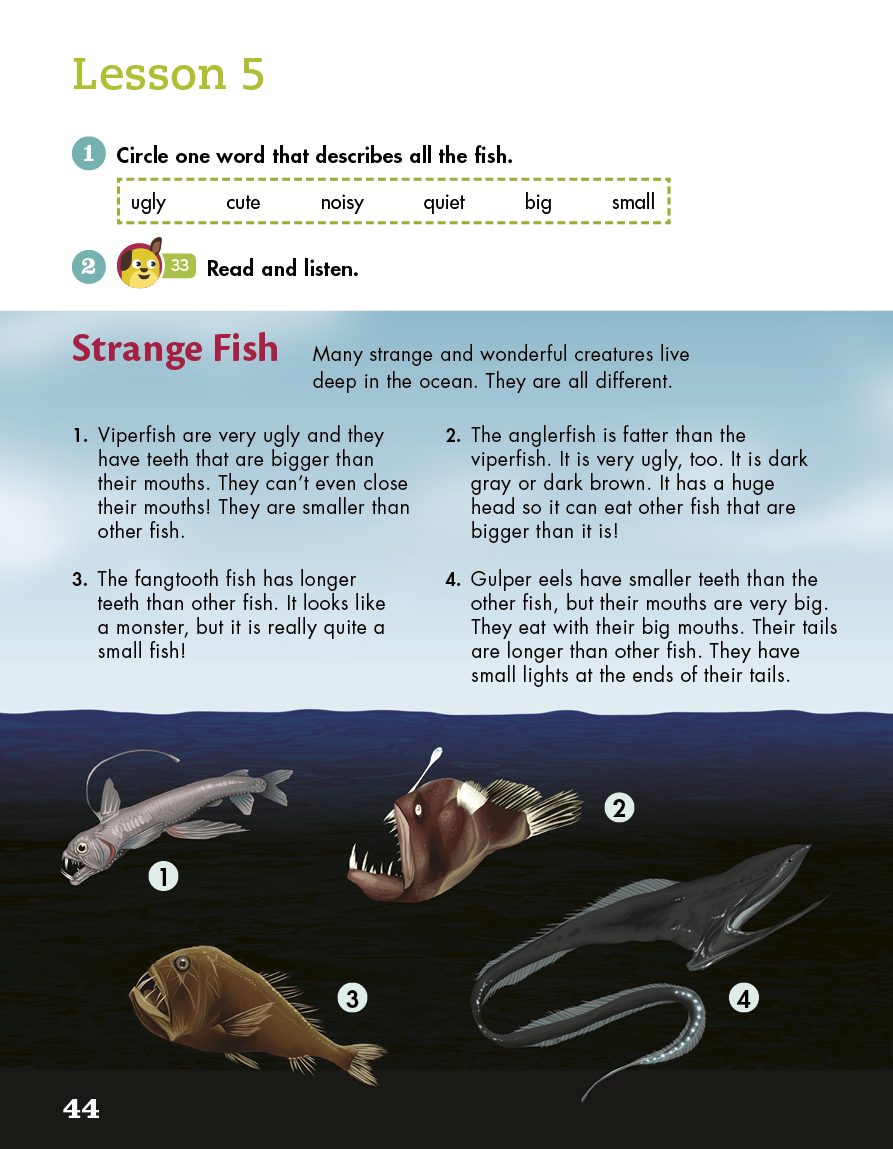 Lesson 5
1 Circle one word that describes all the fish.
ugly cute noisy quiet big small
2 33 Read and listen.
Strange Fish
Many strange and wonderful creatures live
deep in the ocean. They are all different.
1. Viperfish are very ugly and they
have teeth that are bigger than
their mouths. They can't even close
their mouths! They are smaller than
other fish.
2. The anglerfish is fatter than the
viperfish. It is very ugly, too. It is dark
gray or dark brown. It has a huge
head so it can eat other fish that are
bigger than it is!
3. The fangtooth fish has longer
teeth than other fish. It looks like
a monster, but it is really quite a
small fish!
4. Gulper eels have smaller teeth than the
other fish, but their mouths are very big.
They eat with their big mouths. Their tails
are longer than other fish. They have
small lights at the ends of their tails.
1
2
3
4
44